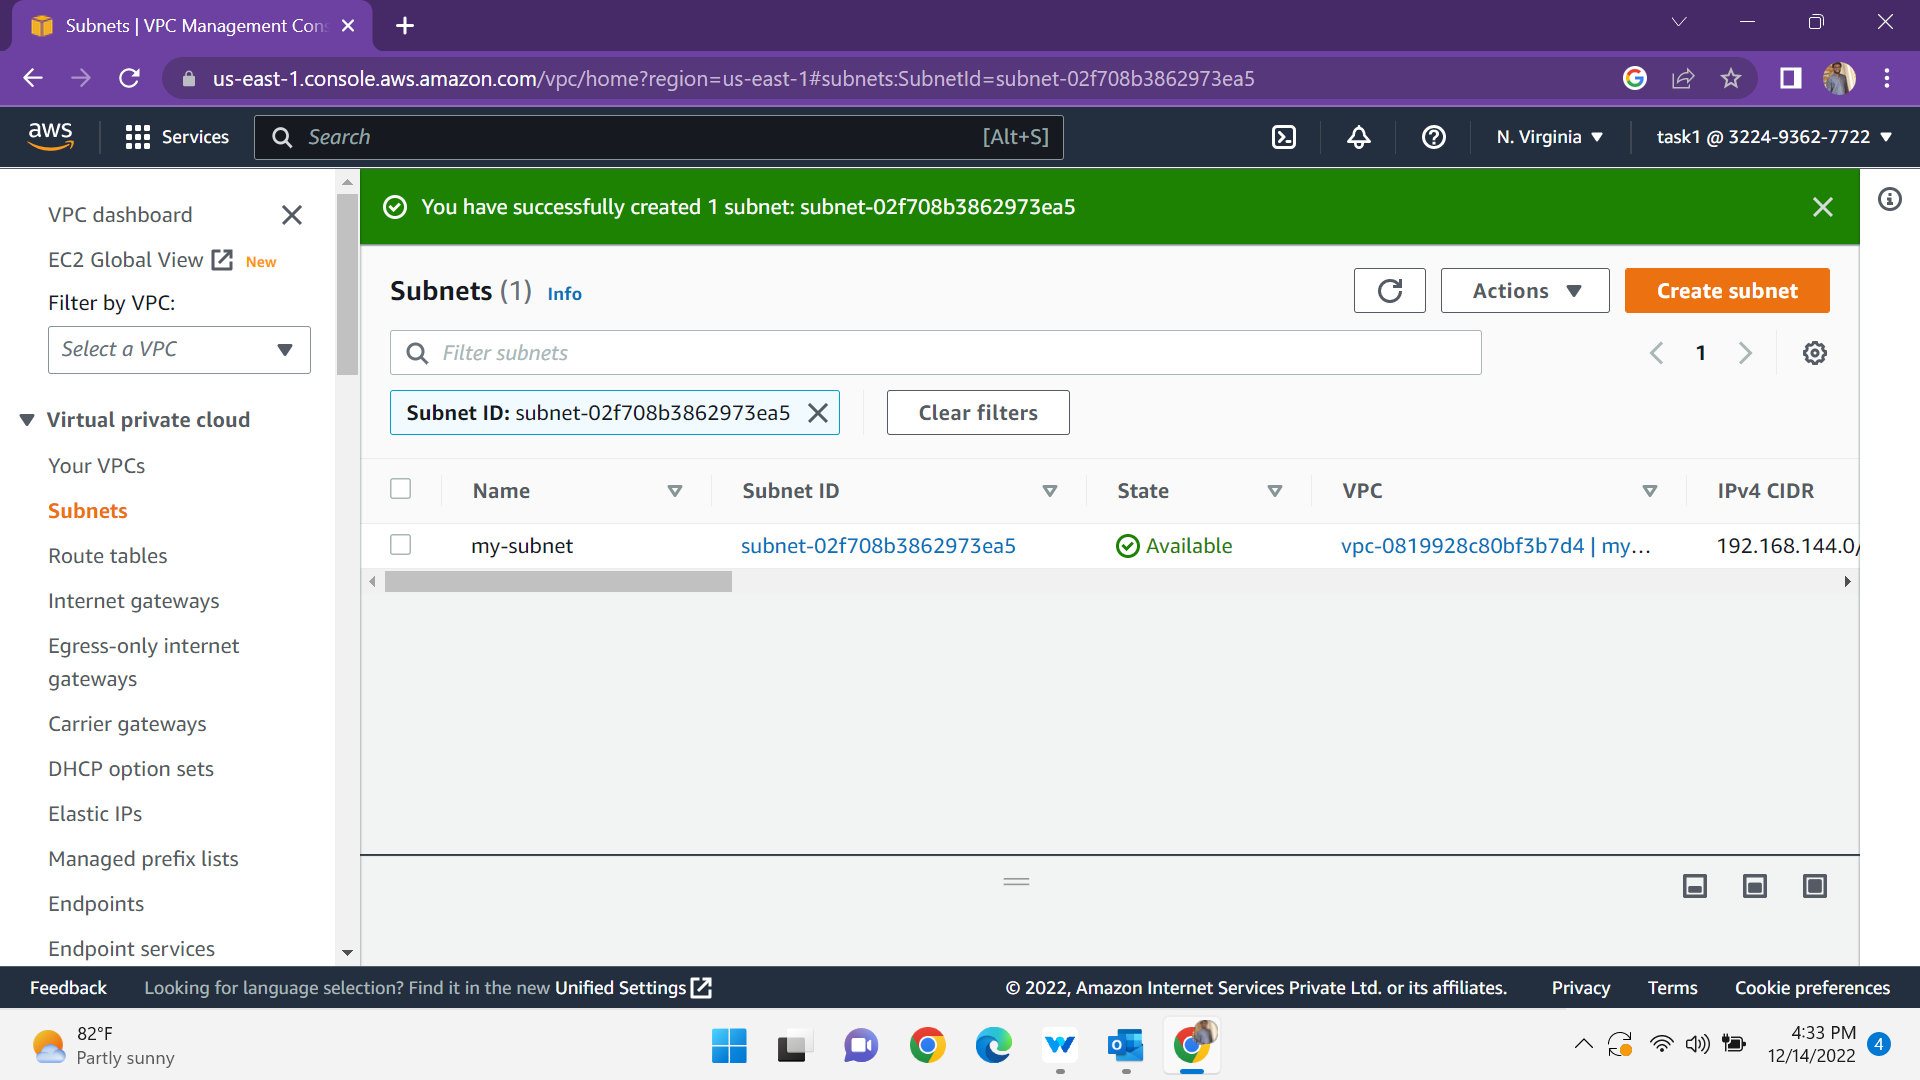 Subnets | VPC Management Con
us-east-1.console.aws.amazon.com/vpc/home?region=us-east-1#subnets:SubnetId=subnet-02f708b3862973ea5
aws
Services
Search
[Alt+S]
N. Virginia
task1 @ 3224-9362-7722
VPC dashboard
EC2 Global View New
Filter by VPC:
Select a VPC
Virtual private cloud
Your VPCs
Subnets
Route tables
Internet gateways
Egress-only internet
gateways
Carrier gateways
DHCP option sets
Elastic IPs
Managed prefix lists
Endpoints
Endpoint services
You have successfully created 1 subnet: subnet-02f708b3862973ea5
Subnets (1) Info
Actions
Create subnet
Filter subnets
1
Subnet ID: subnet-02f708b3862973ea5
Clear filters
Name Subnet ID State VPC IPv4 CIDR
my-subnet subnet-02f708b3862973ea5 Available vpc-0819928c80bf3b7d4 | my... 192.168.144.0/
Feedback Looking for language selection? Find it in the new Unified Settings © 2022, Amazon Internet Services Private Ltd. or its affiliates. Privacy Terms Cookie preferences
82°F
Partly sunny
4:33 PM
12/14/2022
4